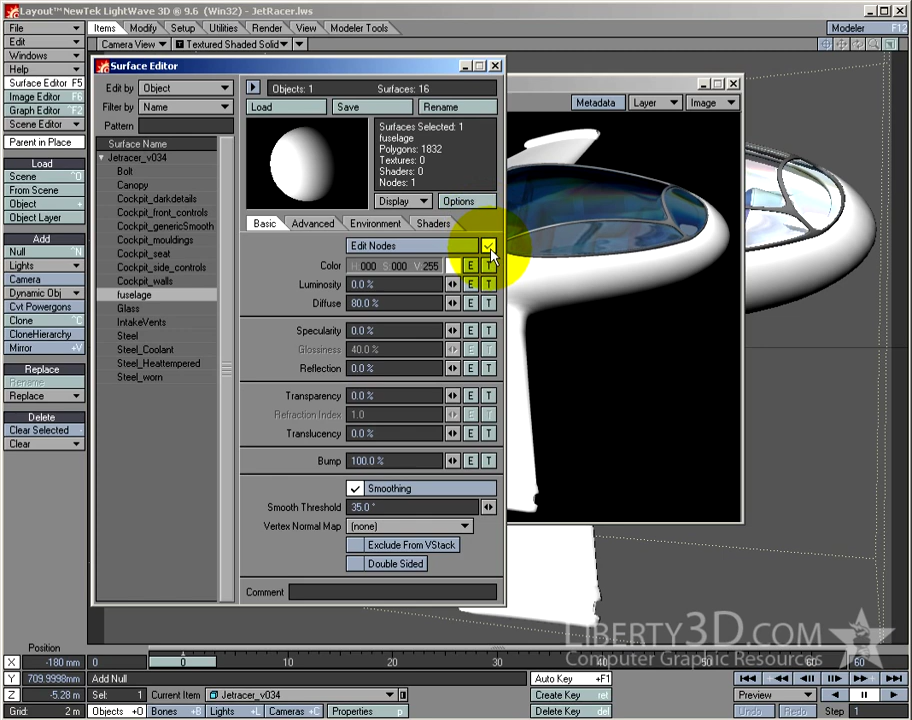 Layout™NewTek LightWave 3D ® 9.6 (Win32) - JetRacer.lws
File Items Modify Setup Utilities Render View Modeler Tools Modeler
Edit Camera View Textured Shaded Solid
Windows
Help
Surface Editor F5
Image Editor F6
Graph Editor ^F2
Scene Editor
Parent in Place
Load
Scene ^O
From Scene
Object +
Object Layer
Add
Null
Lights
Camera
Dynamic Obj
Cvt Powergons
Clone ^C
CloneHierarchy
Mirror +V
Replace
Rename
Replace
Delete
Clear Selected -
Clear
Surface Editor
Edit by Object
Filter by Name
Pattern
Surface Name
Jetracer_v034
Bolt
Canopy
Cockpit_darkdetails
Cockpit_front_controls
Cockpit_genericSmooth
Cockpit_mouldings
Cockpit_seat
Cockpit_side_controls
Cockpit_walls
fuselage
Glass
IntakeVents
Steel
Steel_Coolant
Steel_Heattempered
Steel_worn
Objects: 1 Surfaces: 16
Load Save Rename
Surfaces Selected: 1
fuselage
Polygons: 1832
Textures: 0
Shaders: 0
Nodes: 1
Display Options
Basic Advanced Environment Shaders
Edit Nodes
Color H 000 S 000 V 255 E T
Luminosity 0.0 % E T
Diffuse 80.0 % E T
Specularity 0.0 % E T
Glossiness 40.0 % E T
Reflection 0.0 % E T
Transparency 0.0 % E T
Refraction Index 1.0 E T
Translucency 0.0 % E T
Bump 100.0 % E T
Smoothing
Smooth Threshold 35.0 °
Vertex Normal Map (none)
Exclude From VStack
Double Sided
Comment
Metadata Layer Image
LIBERTY3D.COM
Computer Graphic Resources
Position
X -180 mm 0 0 10 20 30 40 60 60
Y 709.9998mm Add Null Auto Key +F1
Z -5.28 m Sel: 1 Current Item Jetracer_v034 Create Key ret Preview
Grid: 2 m Objects +O Bones +B Lights +L Cameras +C Properties p Delete Key del Undo Redo Step 1